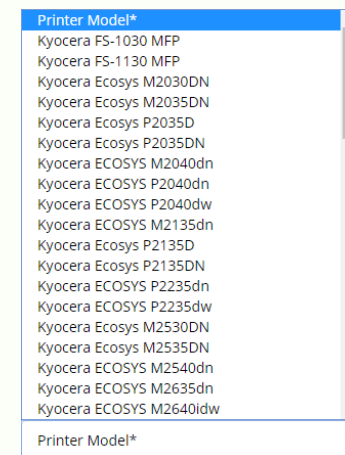 Printer Model*
Kyocera FS-1030 MFP
Kyocera FS-1130 MFP
Kyocera Ecosys M2030DN
Kyocera Ecosys M2035DN
Kyocera Ecosys P2035D
Kyocera Ecosys P2035DN
Kyocera ECOSYS M2040dn
Kyocera ECOSYS P2040dn
Kyocera ECOSYS P2040dw
Kyocera ECOSYS M2135dn
Kyocera Ecosys P2135D
Kyocera Ecosys P2135DN
Kyocera ECOSYS P2235dn
Kyocera ECOSYS P2235dw
Kyocera Ecosys M2530DN
Kyocera Ecosys M2535DN
Kyocera ECOSYS M2540dn
Kyocera ECOSYS M2635dn
Kyocera ECOSYS M2640idw
Printer Model*